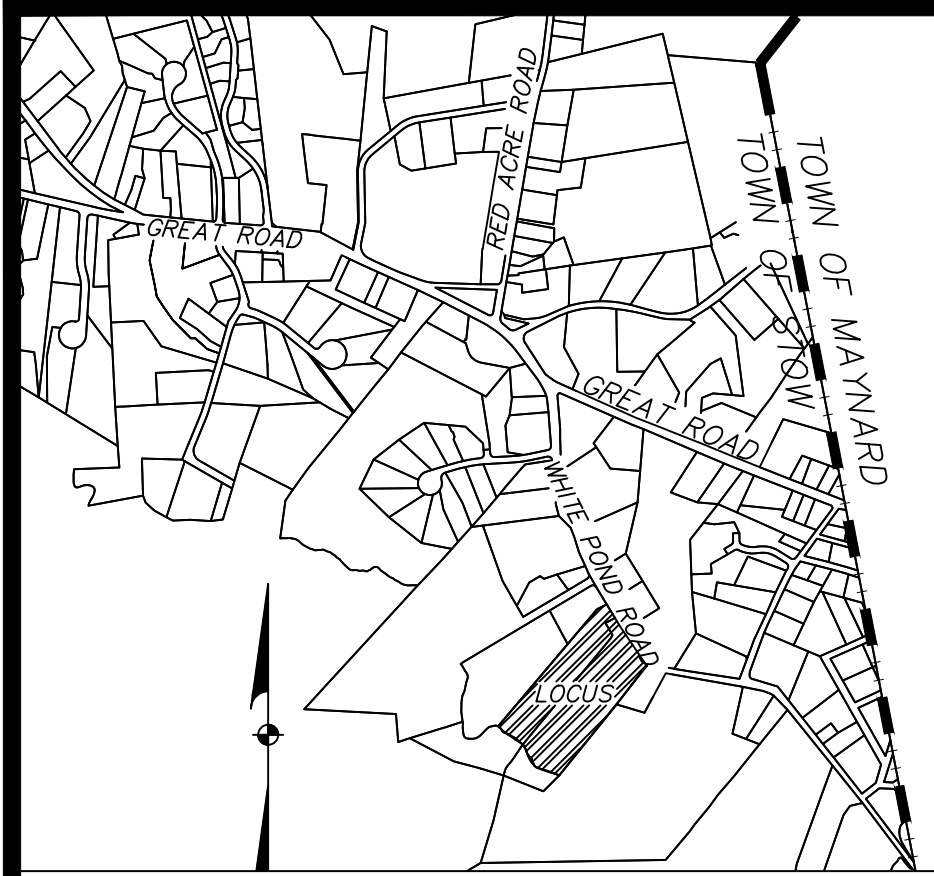 RED ACRE ROAD
TOWN OF STOW
TOWN OF MAYNARD
GREAT ROAD
GREAT ROAD
WHITE POND ROAD
LOCUS